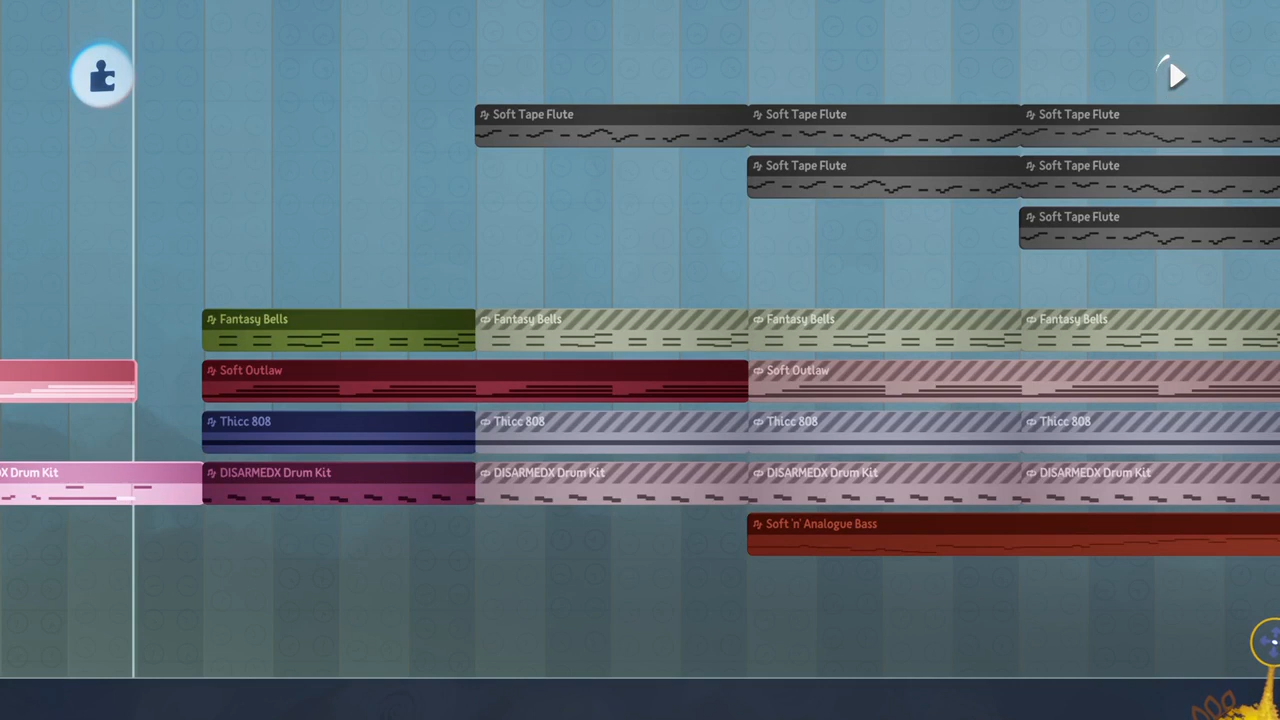 Soft Tape Flute Soft Tape Flute Soft Tape Flute
Soft Tape Flute Soft Tape Flute
Soft Tape Flute
Fantasy Bells Fantasy Bells Fantasy Bells Fantasy Bells
Soft Outlaw Soft Outlaw
Thicc 808 Thicc 808 Thicc 808 Thicc 808
X Drum Kit DISARMEDX Drum Kit DISARMEDX Drum Kit DISARMEDX Drum Kit DISARMEDX Drum Kit
Soft 'n' Analogue Bass